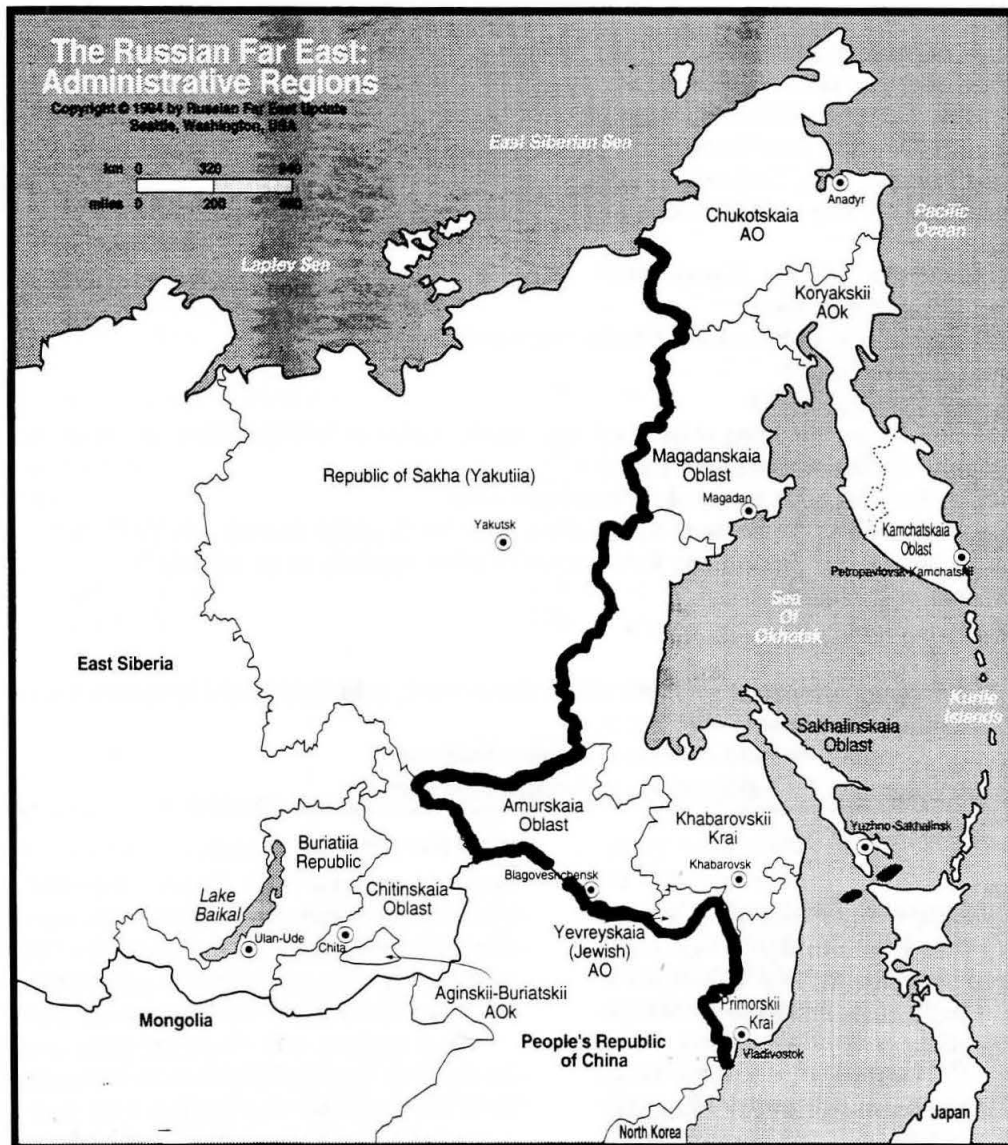 The Russian Far East:
Administrative Regions
Copyright © by Russian Far East Update
Seattle, Washington, USA
km 0 320 640
miles 0 200 400
East Siberian Sea
Laptev Sea
Pacific
Ocean
Anadyr
Chukotskaia
AO
Koryakskii
AOk
Magadanskaia
Oblast
Magadan
Republic of Sakha (Yakutiia)
Yakutsk
Kamchatskaia
Oblast
Petropavlovsk-Kamchatskii
Sea
Of
Okhotsk
East Siberia
Kurile
Islands
Sakhalinskaia
Oblast
Yuzhno-Sakhalinsk
Amurskaia
Oblast
Khabarovskii
Krai
Khabarovsk
Blagoveshchensk
Buriatiia
Republic
Lake
Baikal
Ulan-Ude
Chitinskaia
Oblast
Chita
Yevreyskaia
(Jewish)
AO
Aginskii-Buriatskii
AOk
Mongolia
People's Republic
of China
Primorskii
Krai
Vladivostok
North Korea
Japan